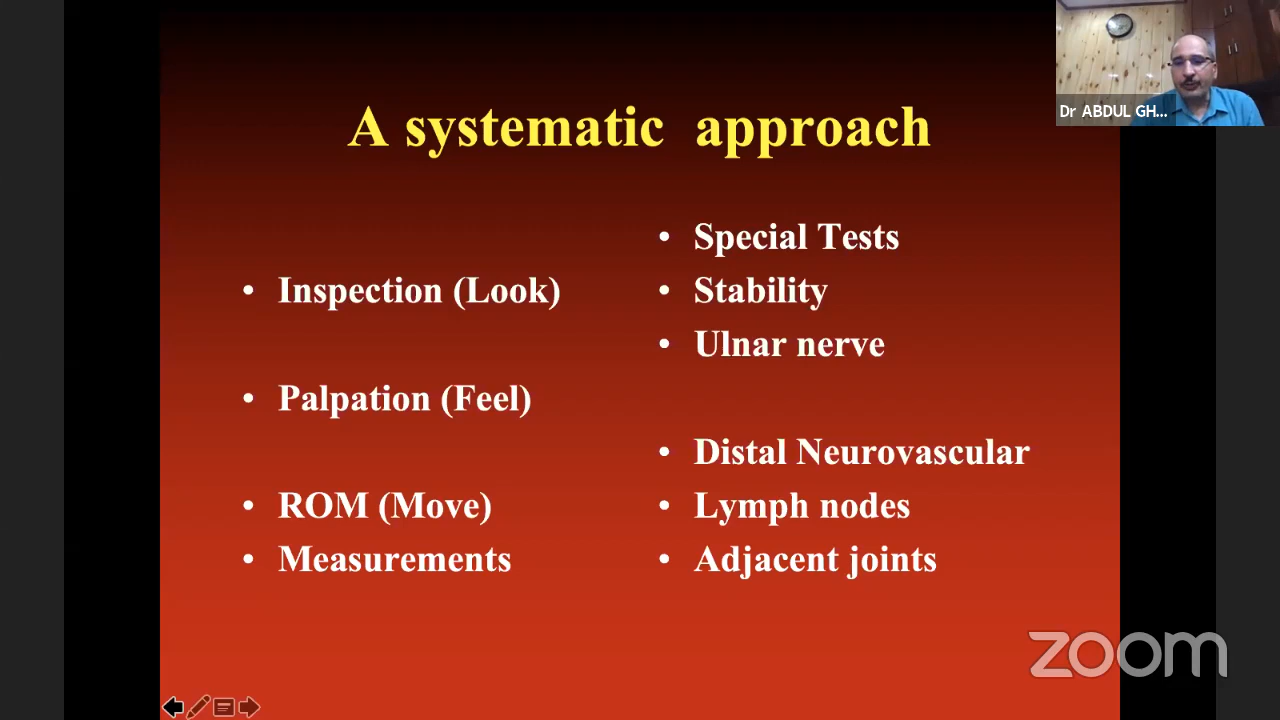 A systematic approach
• Inspection (Look)
• Palpation (Feel)
• ROM (Move)
• Measurements
• Special Tests
• Stability
• Ulnar nerve
• Distal Neurovascular
• Lymph nodes
• Adjacent joints
Dr ABDUL GH...
zoom